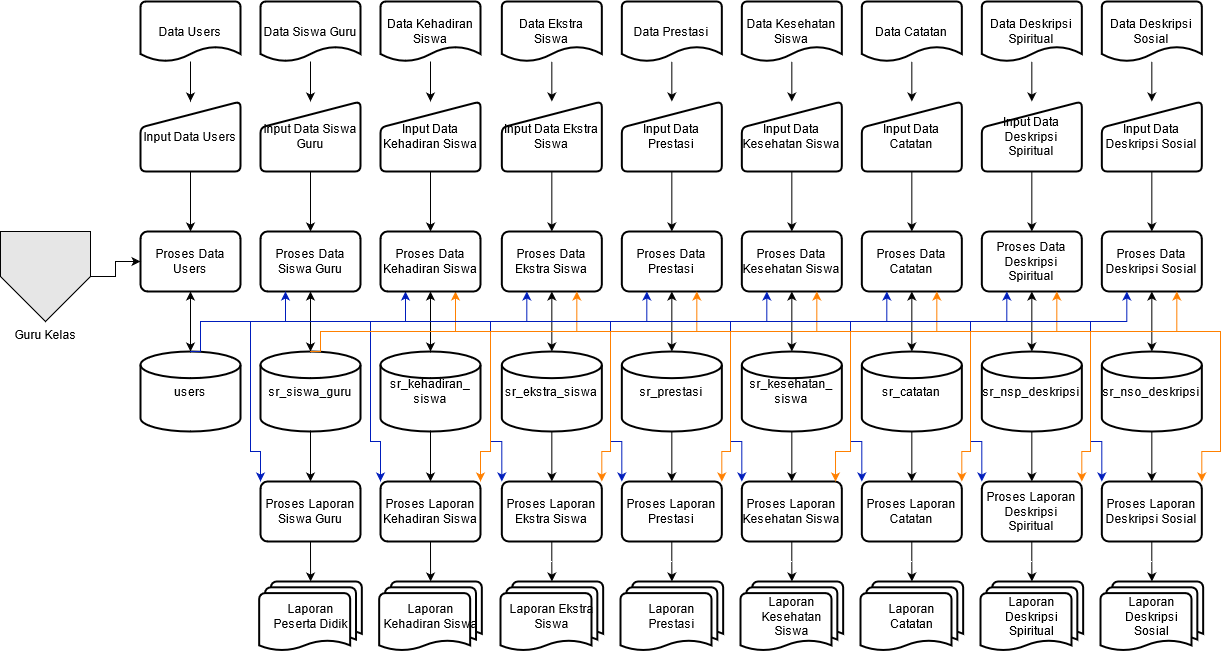 Data Users
Data Siswa Guru
Data Kehadiran
Siswa
Data Ekstra
Siswa
Data Prestasi
Data Kesehatan
Siswa
Data Catatan
Data Deskripsi
Spiritual
Data Deskripsi
Sosial
Input Data Users
Input Data Siswa
Guru
Input Data
Kehadiran Siswa
Input Data Ekstra
Siswa
Input Data
Prestasi
Input Data
Kesehatan Siswa
Input Data
Catatan
Input Data
Deskripsi
Spiritual
Input Data
Deskripsi Sosial
Guru Kelas
Proses Data
Users
Proses Data
Siswa Guru
Proses Data
Kehadiran Siswa
Proses Data
Ekstra Siswa
Proses Data
Prestasi
Proses Data
Kesehatan Siswa
Proses Data
Catatan
Proses Data
Deskripsi
Spiritual
Proses Data
Deskripsi Sosial
users
sr_siswa_guru
sr_kehadiran_
siswa
sr_ekstra_siswa
sr_prestasi
sr_kesehatan_
siswa
sr_catatan
sr_nsp_deskripsi
sr_nso_deskripsi
Proses Laporan
Siswa Guru
Proses Laporan
Kehadiran Siswa
Proses Laporan
Ekstra Siswa
Proses Laporan
Prestasi
Proses Laporan
Kesehatan Siswa
Proses Laporan
Catatan
Proses Laporan
Deskripsi
Spiritual
Proses Laporan
Deskripsi Sosial
Laporan
Peserta Didik
Laporan
Kehadiran Siswa
Laporan Ekstra
Siswa
Laporan
Prestasi
Laporan
Kesehatan
Siswa
Laporan
Catatan
Laporan
Deskripsi
Spiritual
Laporan
Deskripsi
Sosial